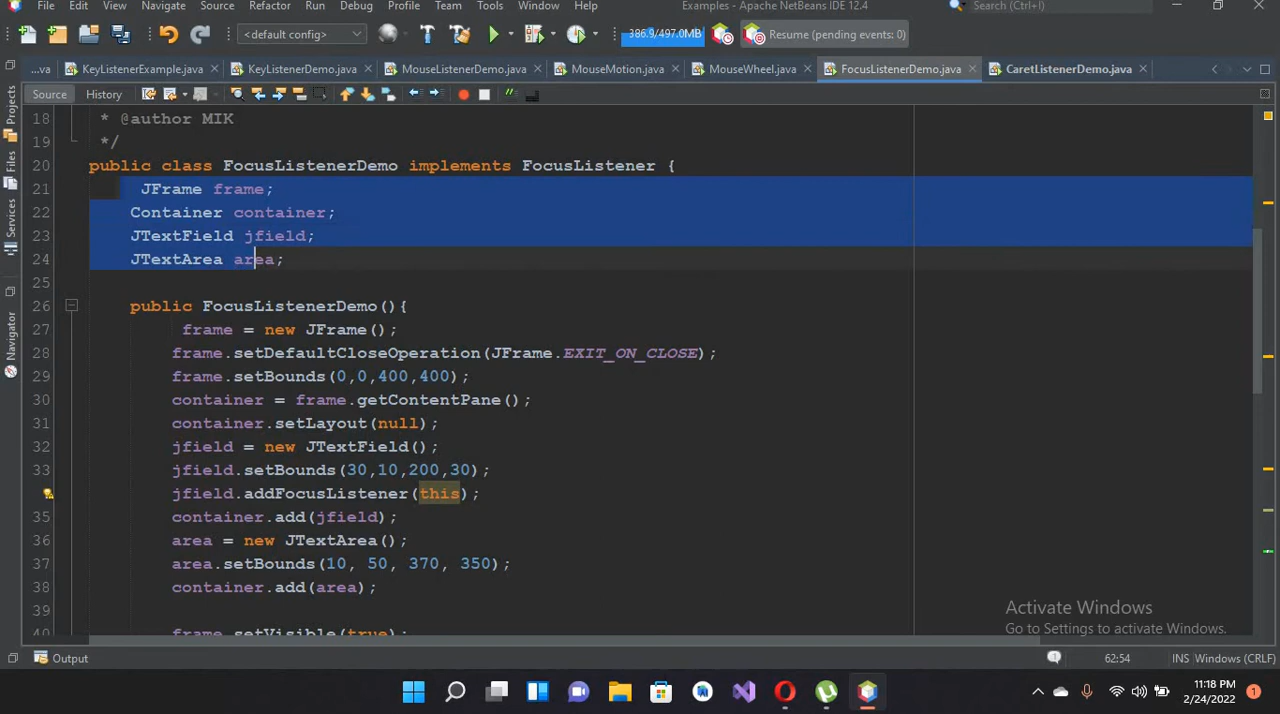 File Edit View Navigate Source Refactor Run Debug Profile Team Tools Window Help Examples - Apache NetBeans IDE 12.4 Search (Ctrl+I)
<default config> 386.9/497.0MB Resume (pending events: 0)
...va KeyListenerExample.java KeyListenerDemo.java MouseListenerDemo.java MouseMotion.java MouseWheel.java FocusListenerDemo.java CaretListenerDemo.java
Source History
Projects
Files
Services
Navigator
18 * @author MIK
19 */
20 public class FocusListenerDemo implements FocusListener {
21 JFrame frame;
22 Container container;
23 JTextField jfield;
24 JTextArea area;
25
26 public FocusListenerDemo(){
27 frame = new JFrame();
28 frame.setDefaultCloseOperation(JFrame.EXIT_ON_CLOSE);
29 frame.setBounds(0,0,400,400);
30 container = frame.getContentPane();
31 container.setLayout(null);
32 jfield = new JTextField();
33 jfield.setBounds(30,10,200,30);
jfield.addFocusListener(this);
35 container.add(jfield);
36 area = new JTextArea();
37 area.setBounds(10, 50, 370, 350);
38 container.add(area);
39
40 frame.setVisible(true);
Activate Windows
Go to Settings to activate Windows.
Output 1 62:54 INS Windows (CRLF)
11:18 PM
2/24/2022 1